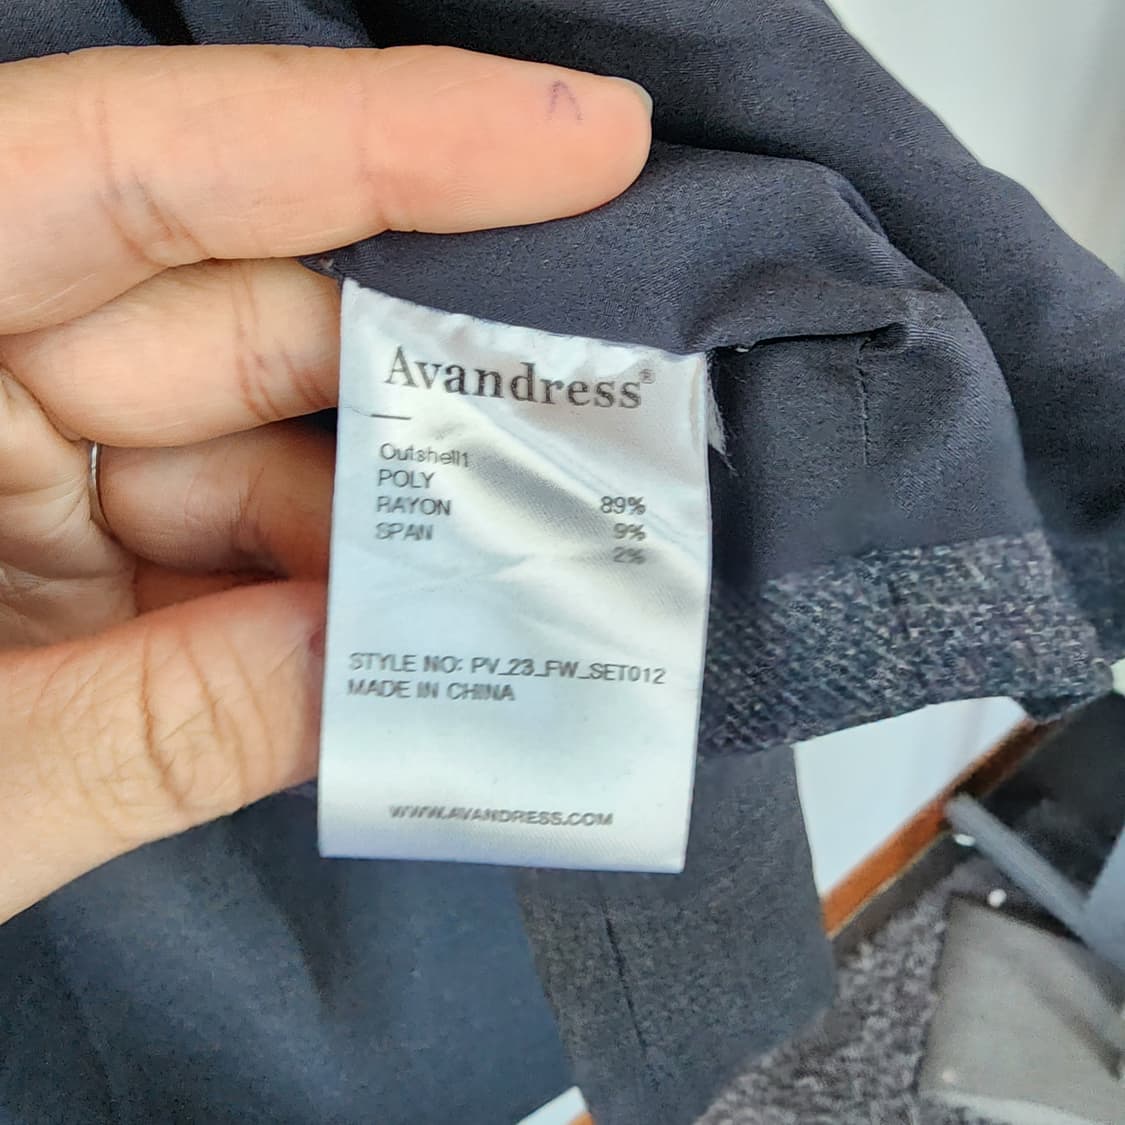 Avandress®
Outshell1
POLY
RAYON 89%
SPAN 9%
2%
STYLE NO: PV_23_FW_SET012
MADE IN CHINA
WWW.AVANDRESS.COM